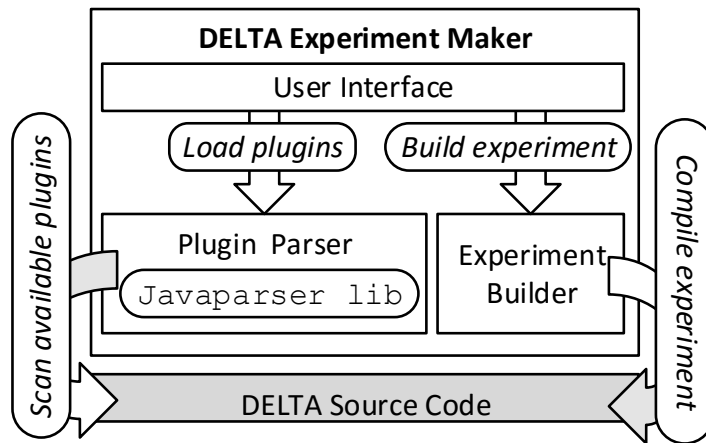 DELTA Experiment Maker
User Interface
Load plugins
Build experiment
Scan available plugins
Plugin Parser
Javaparser lib
Experiment
Builder
Compile experiment
DELTA Source Code